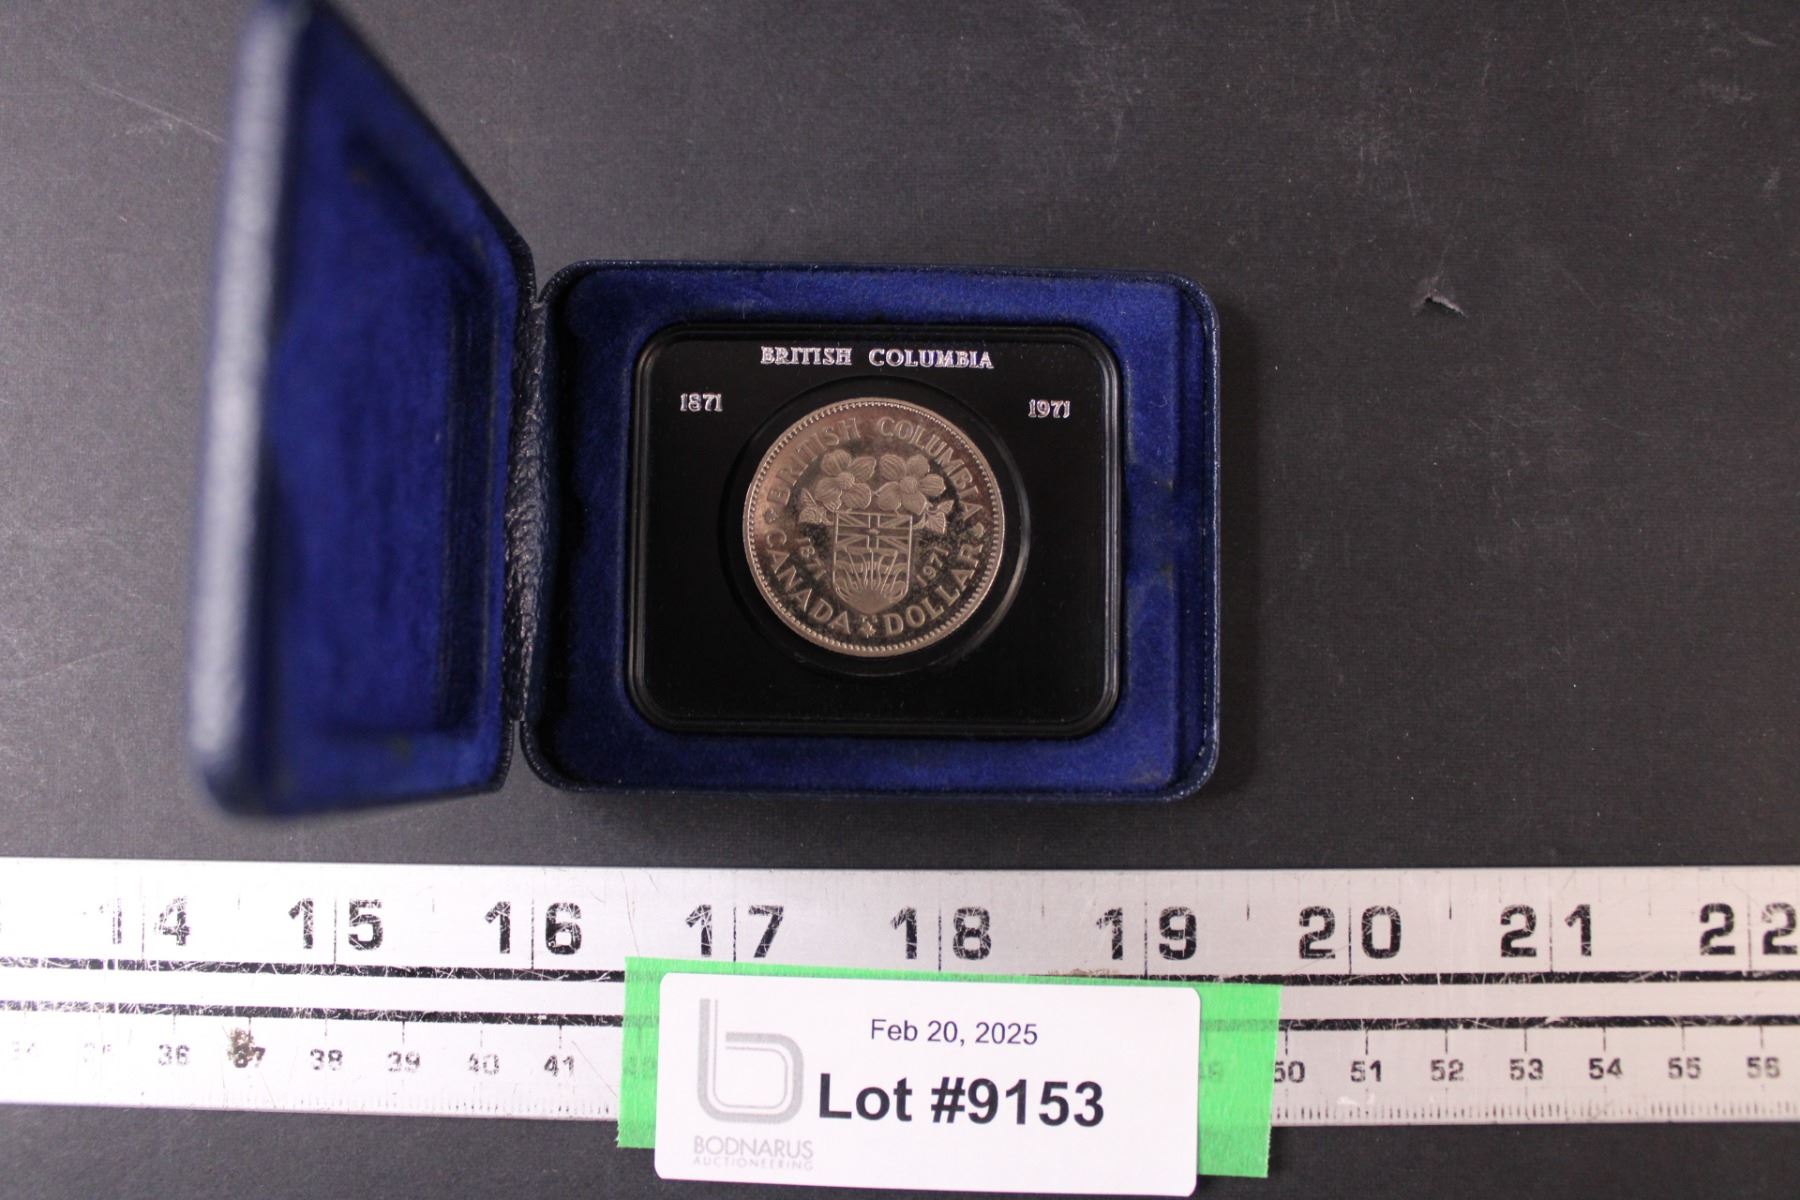 BRITISH COLUMBIA
1871 1971
BRITISH COLUMBIA
1871 1971
CANADA DOLLAR
14 15 16 17 18 19 20 21 22
36 37 38 39 40 41 50 51 52 53 54 55 56
Feb 20, 2025
Lot #9153
b
BODNARUS
AUCTIONEERING